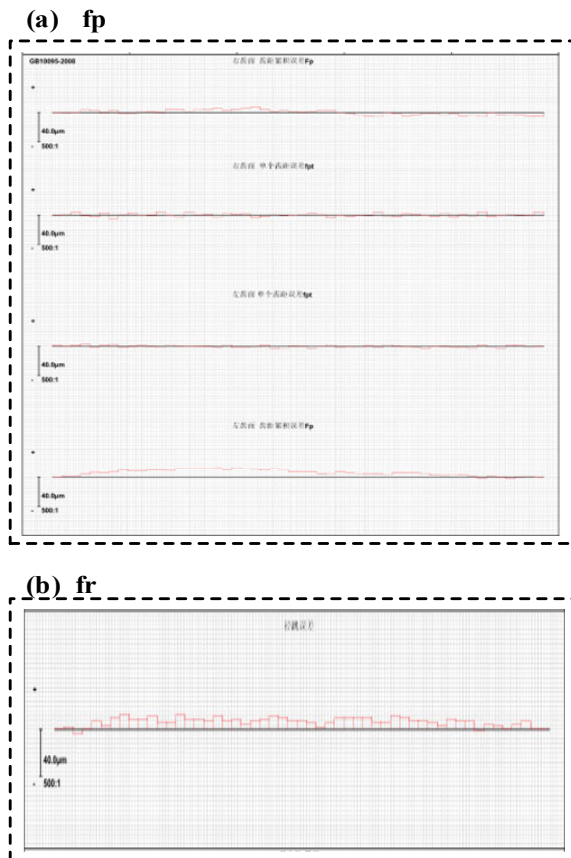 (a) fp
GB10095-2008
右齿面 齿距累积误差Fp
+
40.0μm
- 500:1
右齿面 单个齿距误差fpt
+
40.0μm
- 500:1
左齿面 单个齿距误差fpt
+
40.0μm
- 500:1
左齿面 齿距累积误差Fp
+
40.0μm
- 500:1
(b) fr
径跳误差
+
40.0μm
- 500:1